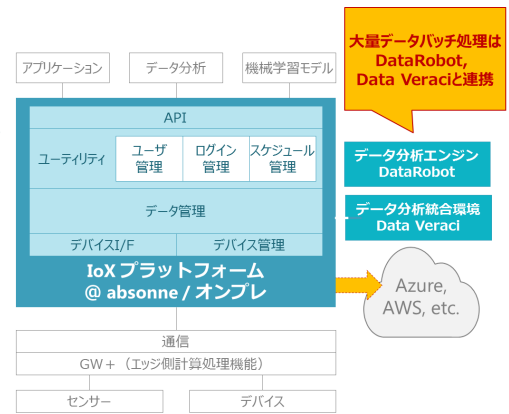 大量データバッチ処理は
DataRobot,
Data Veraciと連携
アプリケーション
データ分析
機械学習モデル
API
ユーティリティ
ユーザ
管理
ログイン
管理
スケジュール
管理
データ管理
デバイスI/F
デバイス管理
IoX プラットフォーム
@ absonne / オンプレ
データ分析エンジン
DataRobot
データ分析統合環境
Data Veraci
Azure,
AWS, etc.
通信
GW＋（エッジ側計算処理機能）
センサー
デバイス